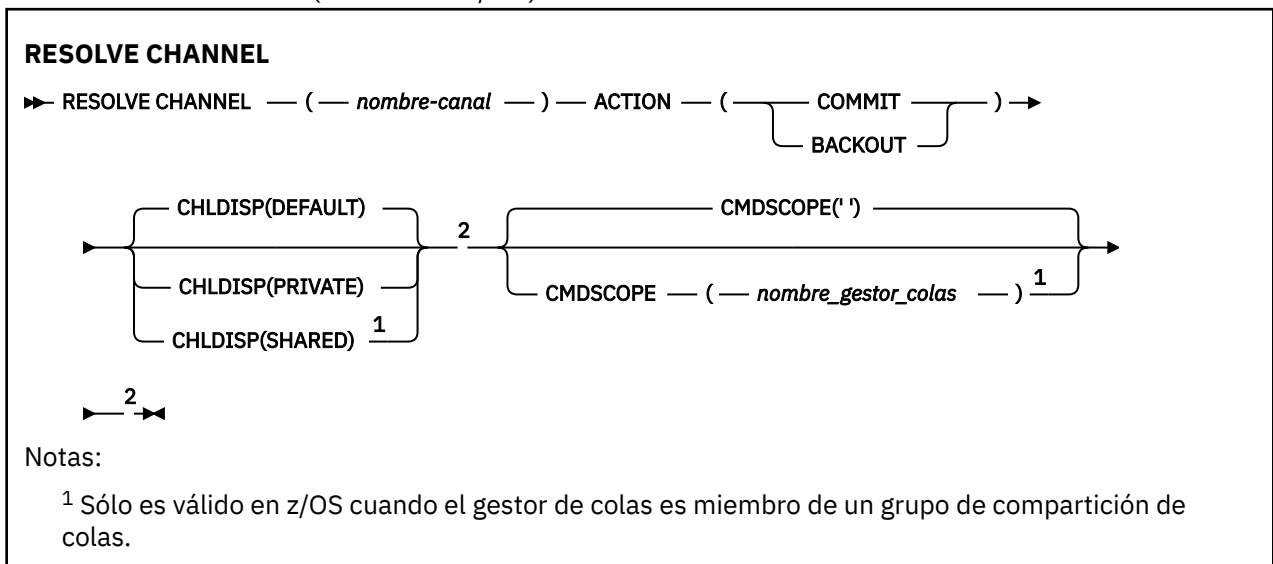 RESOLVE CHANNEL
RESOLVE CHANNEL ( nombre-canal ) ACTION ( COMMIT )
BACKOUT
CHLDISP(DEFAULT) CMDSCOPE(' ')
2
CHLDISP(PRIVATE) CMDSCOPE ( nombre_gestor_colas ) 1
CHLDISP(SHARED) 1
2
Notas:
1 Sólo es válido en z/OS cuando el gestor de colas es miembro de un grupo de compartición de
colas.